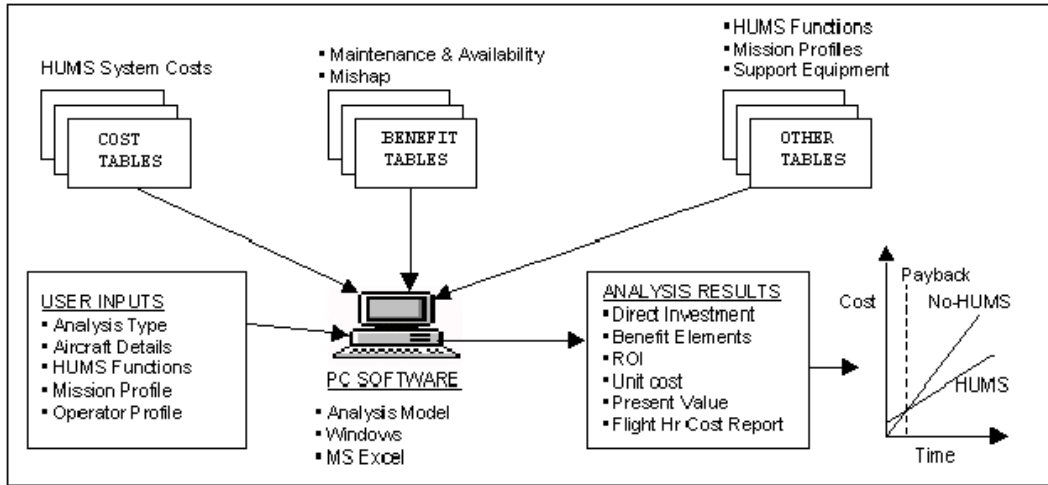 HUMS System Costs
COST
TABLES
▪ Maintenance & Availability
▪ Mishap
BENEFIT
TABLES
▪ HUMS Functions
▪ Mission Profiles
▪ Support Equipment
OTHER
TABLES
USER INPUTS
▪ Analysis Type
▪ Aircraft Details
▪ HUMS Functions
▪ Mission Profile
▪ Operator Profile
PC SOFTWARE
▪ Analysis Model
▪ Windows
▪ MS Excel
ANALYSIS RESULTS
▪ Direct Investment
▪ Benefit Elements
▪ ROI
▪ Unit cost
▪ Present Value
▪ Flight Hr Cost Report
Payback
Cost
No-HUMS
HUMS
Time